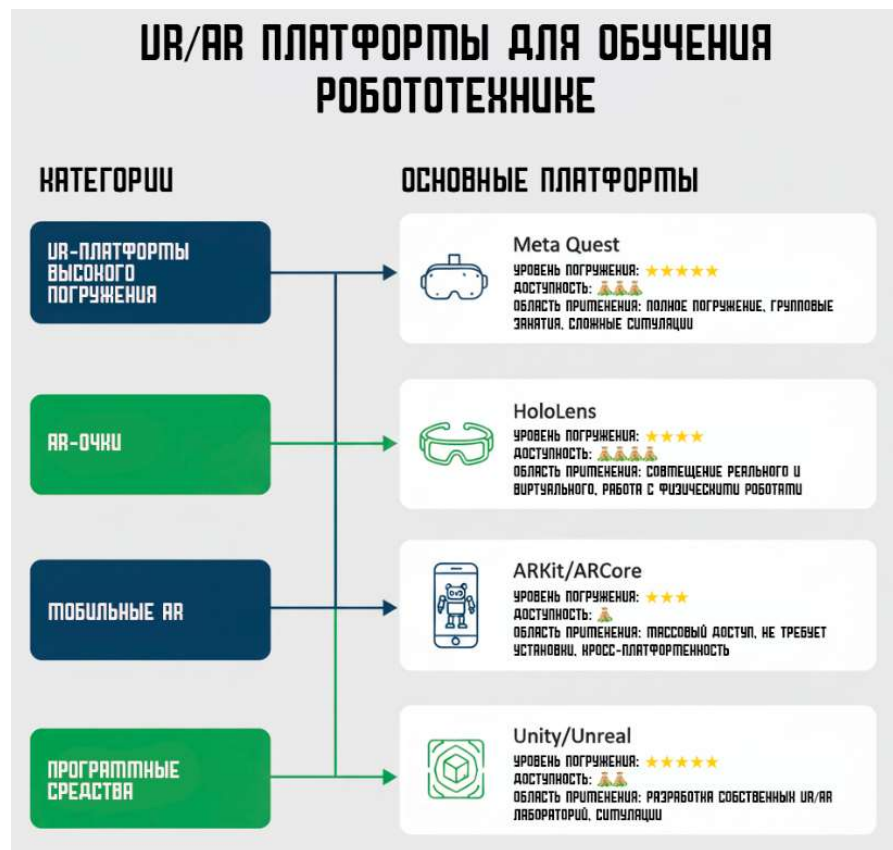 VR/AR ПЛАТФОРМЫ ДЛЯ ОБУЧЕНИЯ
РОБОТОТЕХНИКЕ
КАТЕГОРИИ
ОСНОВНЫЕ ПЛАТФОРМЫ
VR-ПЛАТФОРМЫ
ВЫСОКОГО
ПОГРУЖЕНИЯ
Meta Quest
УРОВЕНЬ ПОГРУЖЕНИЯ: ★★★★★
ДОСТУПНОСТЬ: 💰💰💰
ОБЛАСТЬ ПРИМЕНЕНИЯ: ПОЛНОЕ ПОГРУЖЕНИЕ, ГРУППОВЫЕ
ЗАНЯТИЯ, СЛОЖНЫЕ СИМУЛЯЦИИ
AR-ОЧКИ
HoloLens
УРОВЕНЬ ПОГРУЖЕНИЯ: ★★★★
ДОСТУПНОСТЬ: 💰💰💰💰
ОБЛАСТЬ ПРИМЕНЕНИЯ: СОВМЕЩЕНИЕ РЕАЛЬНОГО И
ВИРТУАЛЬНОГО, РАБОТА С ФИЗИЧЕСКИМИ РОБОТАМИ
МОБИЛЬНЫЕ AR
ARKit/ARCore
УРОВЕНЬ ПОГРУЖЕНИЯ: ★★★
ДОСТУПНОСТЬ: 💰
ОБЛАСТЬ ПРИМЕНЕНИЯ: МАССОВЫЙ ДОСТУП, НЕ ТРЕБУЕТ
УСТАНОВКИ, КРОСС-ПЛАТФОРМЕННОСТЬ
ПРОГРАММНЫЕ
СРЕДСТВА
Unity/Unreal
УРОВЕНЬ ПОГРУЖЕНИЯ: ★★★★★
ДОСТУПНОСТЬ: 💰💰
ОБЛАСТЬ ПРИМЕНЕНИЯ: РАЗРАБОТКА СОБСТВЕННЫХ VR/AR
ЛАБОРАТОРИЙ, СИМУЛЯЦИИ